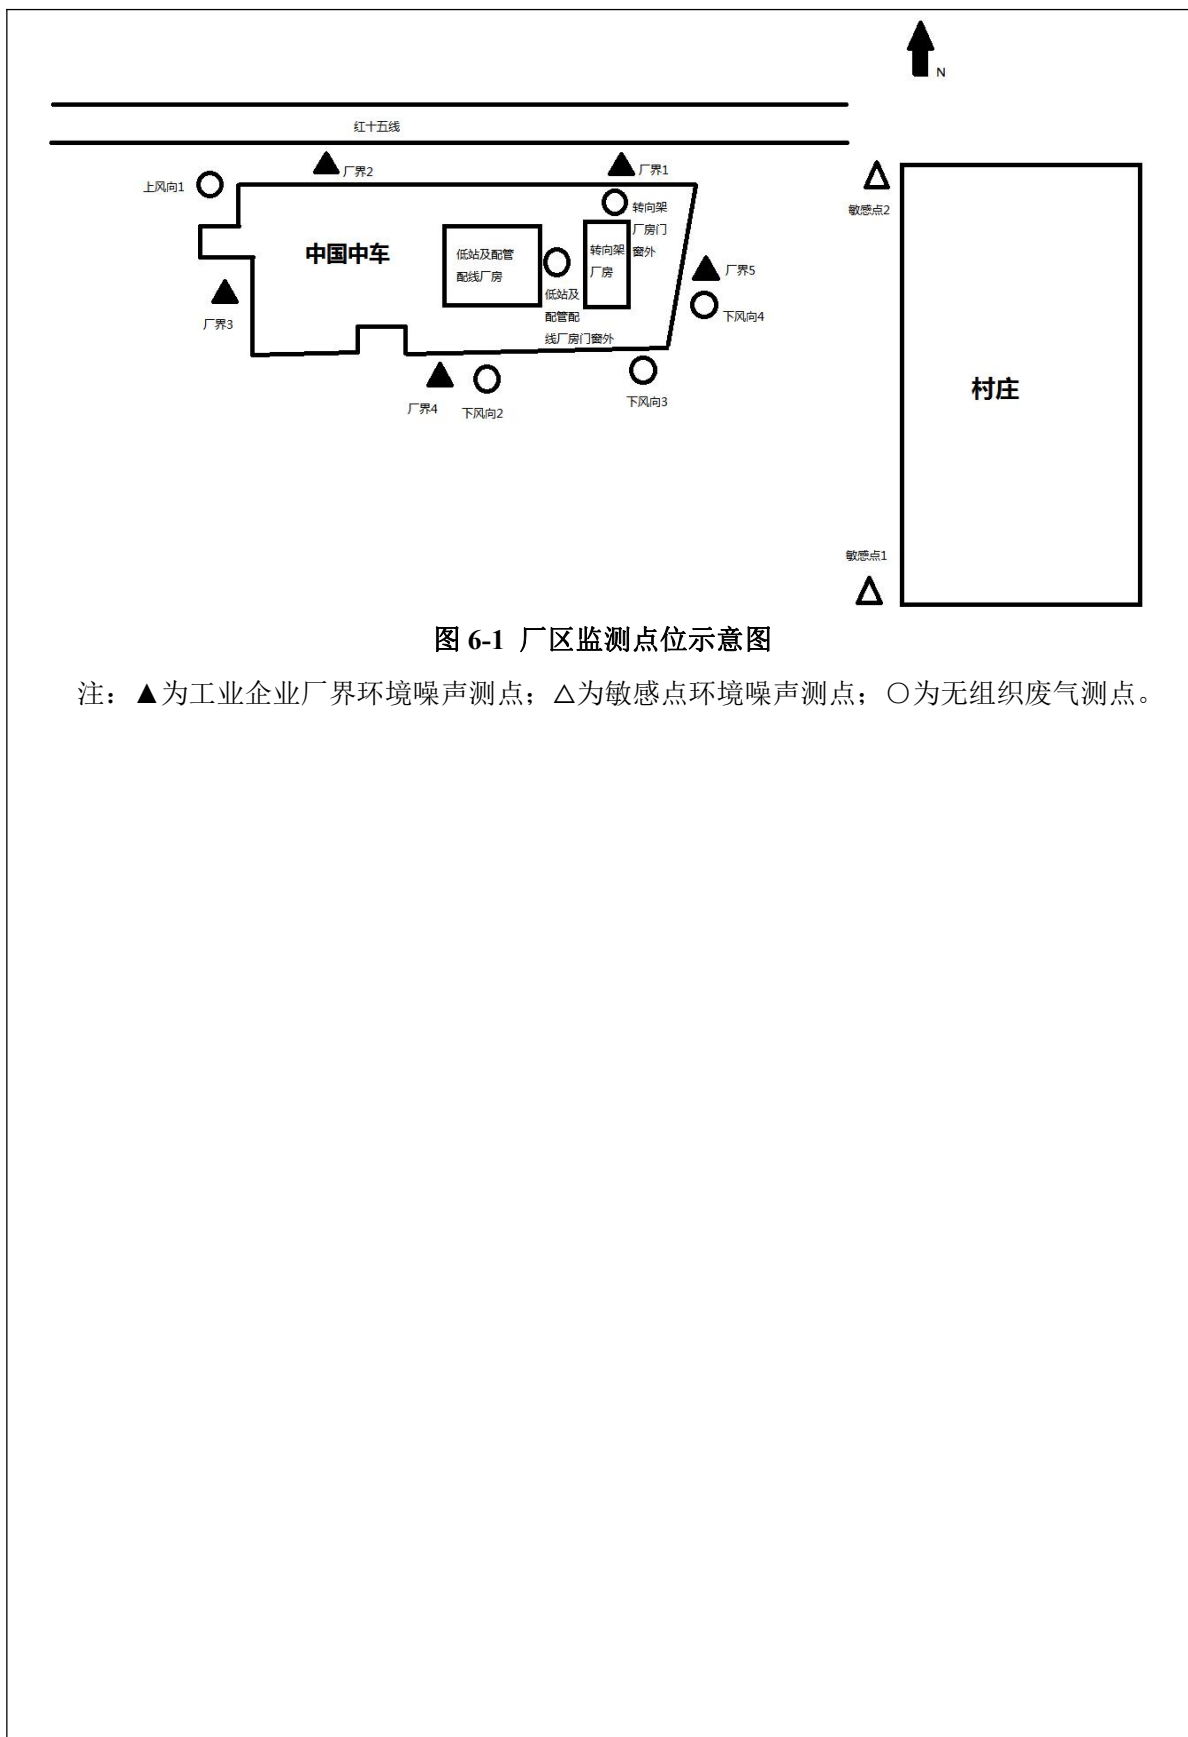 N
红十五线
厂界2
厂界1
上风向1
转向架
厂房门
窗外
敏感点2
中国中车
低站及配管
配线厂房
转向架
厂房
厂界5
低站及
配管配
线厂房门窗外
厂界3
下风向4
村庄
厂界4
下风向2
下风向3
敏感点1
图 6-1 厂区监测点位示意图
注：▲为工业企业厂界环境噪声测点；△为敏感点环境噪声测点；○为无组织废气测点。